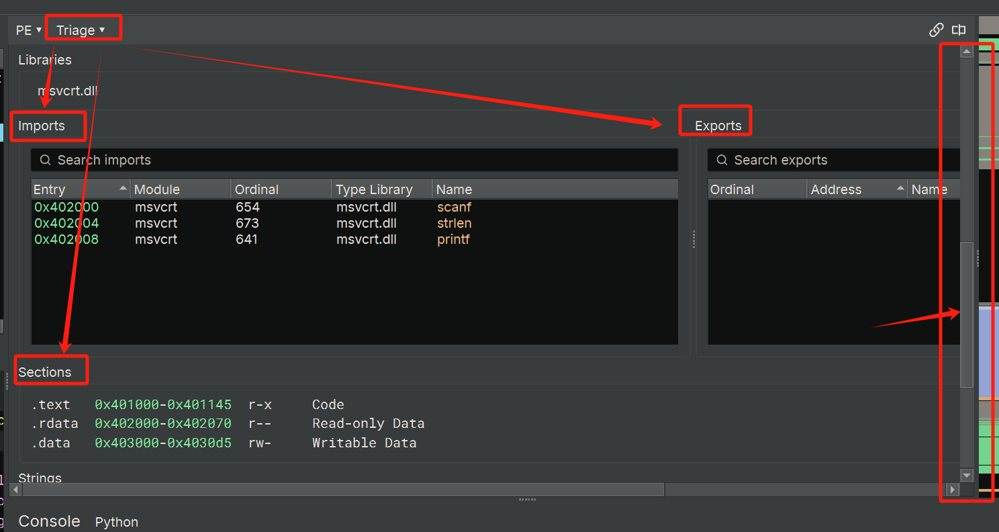 PE ▾ Triage ▾
Libraries
msvcrt.dll
Imports
Search imports
Entry Module Ordinal Type Library Name
0x402000 msvcrt 654 msvcrt.dll scanf
0x402004 msvcrt 673 msvcrt.dll strlen
0x402008 msvcrt 641 msvcrt.dll printf
Exports
Search exports
Ordinal Address Name
Sections
.text 0x401000-0x401145 r-x Code
.rdata 0x402000-0x402070 r-- Read-only Data
.data 0x403000-0x4030d5 rw- Writable Data
Strings
Console Python